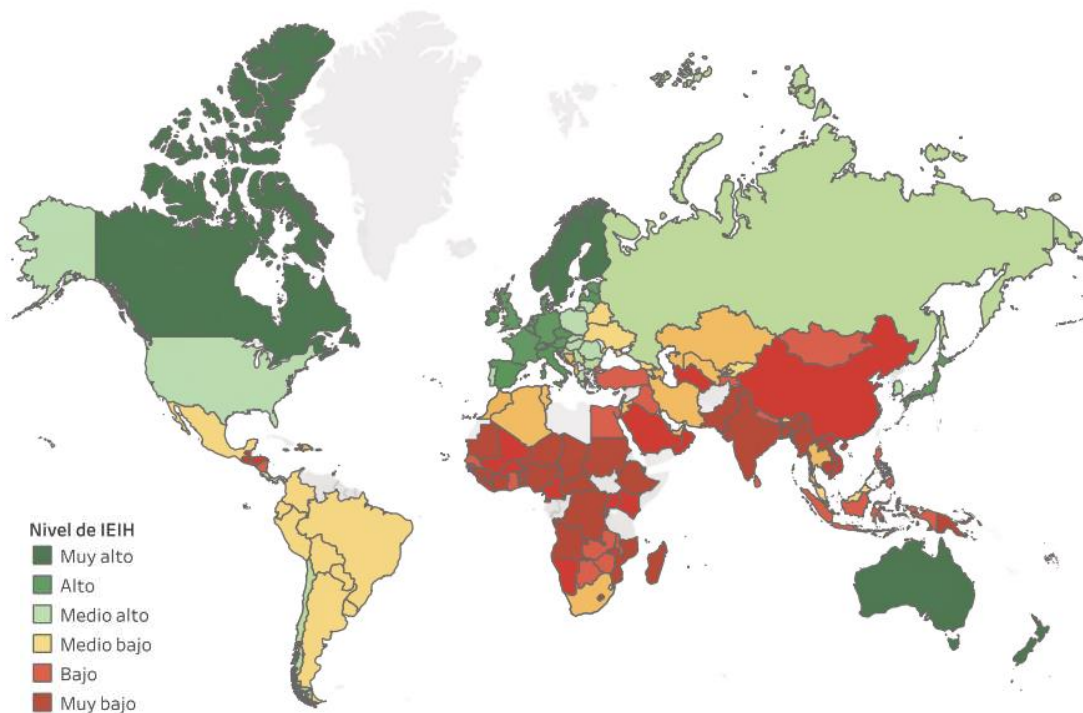 Nivel de IEIH
Muy alto
Alto
Medio alto
Medio bajo
Bajo
Muy bajo